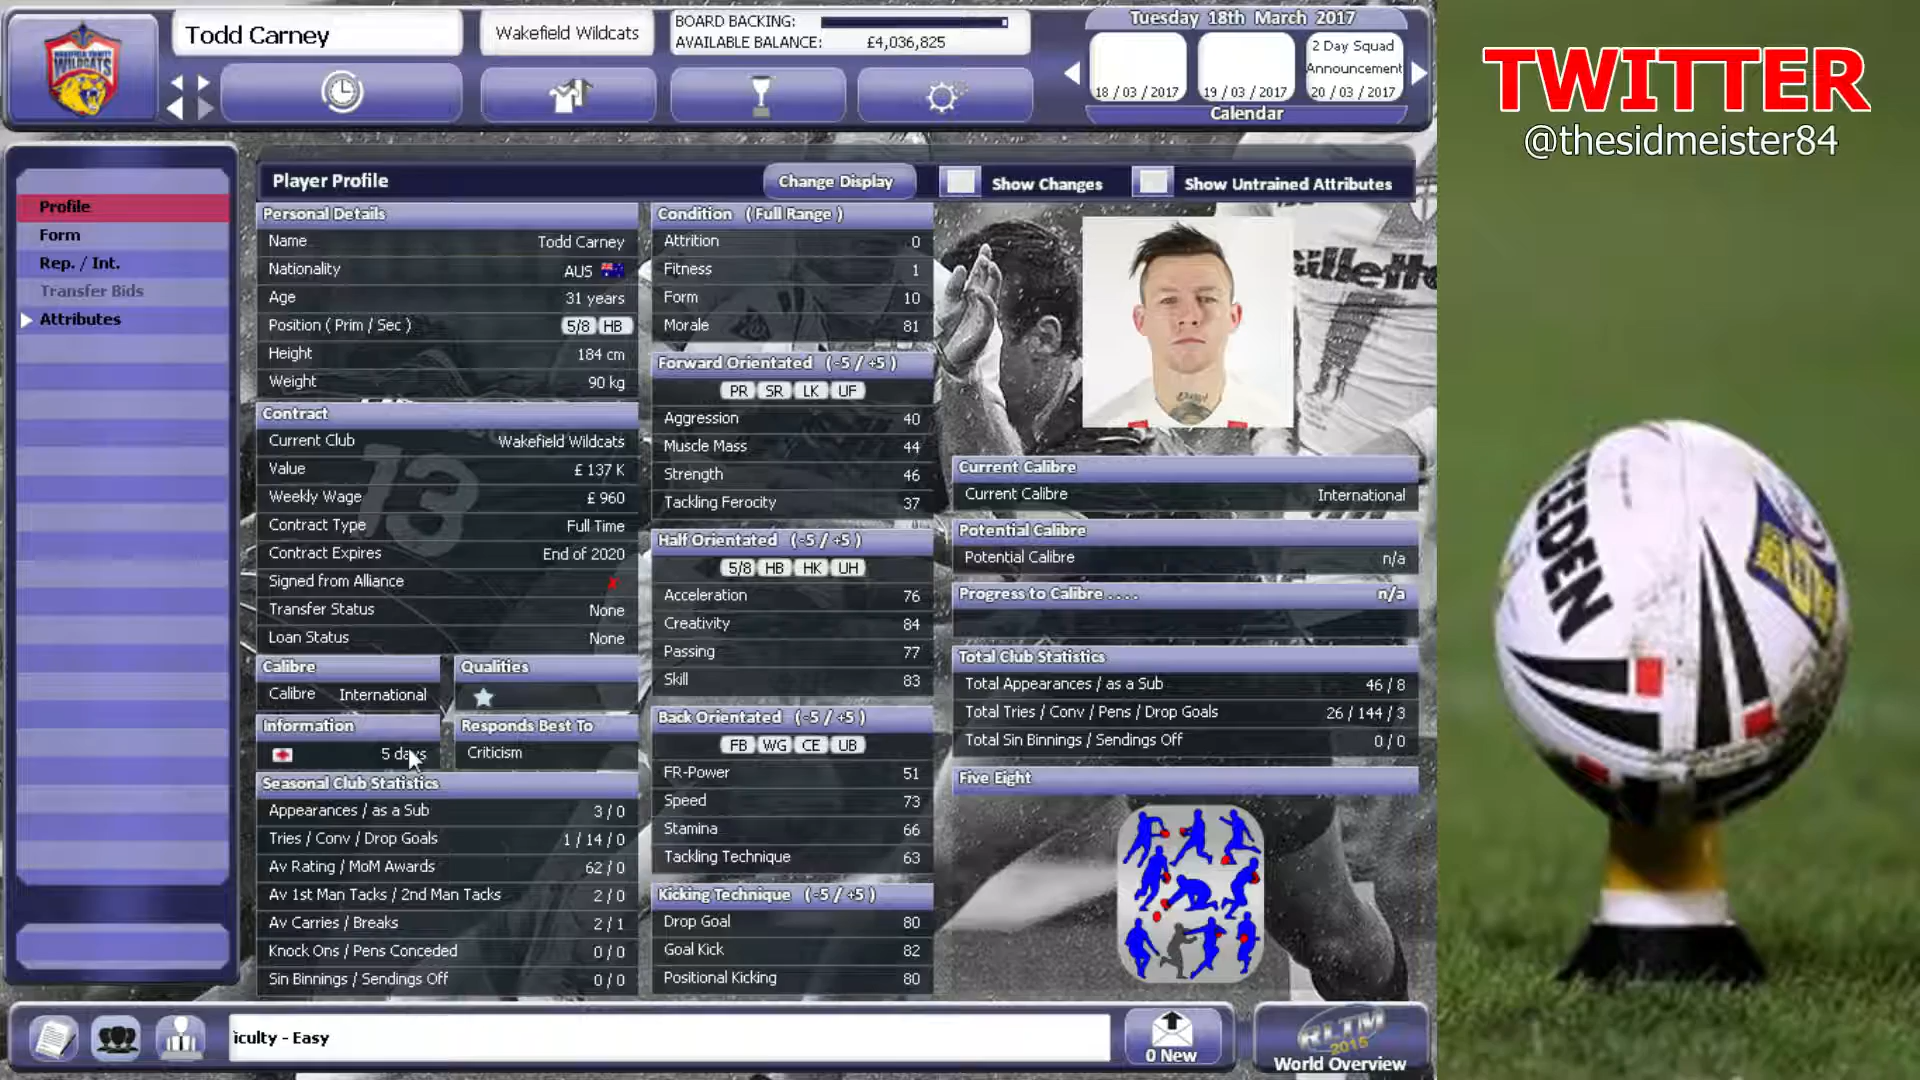 Todd Carney
Wakefield Wildcats
BOARD BACKING:
AVAILABLE BALANCE: £4,036,825
Tuesday 18th March 2017
18 / 03 / 2017
19 / 03 / 2017
2 Day Squad
Announcement
20 / 03 / 2017
Calendar
WILDCATS
TWITTER
@thesidmeister84
Profile
Form
Rep. / Int.
Transfer Bids
Attributes
Player Profile
Change Display
Show Changes
Show Untrained Attributes
Personal Details
Name Todd Carney
Nationality AUS
Age 31 years
Position ( Prim / Sec ) 5/8 HB
Height 184 cm
Weight 90 kg
Contract
Current Club Wakefield Wildcats
Value £ 137 K
Weekly Wage £ 960
Contract Type Full Time
Contract Expires End of 2020
Signed from Alliance
Transfer Status None
Loan Status None
Calibre
Calibre International
Qualities
Information
5 days
Responds Best To
Criticism
Seasonal Club Statistics
Appearances / as a Sub 3 / 0
Tries / Conv / Drop Goals 1 / 14 / 0
Av Rating / MoM Awards 62 / 0
Av 1st Man Tacks / 2nd Man Tacks 2 / 0
Av Carries / Breaks 2 / 1
Knock Ons / Pens Conceded 0 / 0
Sin Binnings / Sendings Off 0 / 0
Condition ( Full Range )
Attrition 0
Fitness 1
Form 10
Morale 81
Forward Orientated ( -5 / +5 )
PR SR LK UF
Aggression 40
Muscle Mass 44
Strength 46
Tackling Ferocity 37
Half Orientated ( -5 / +5 )
5/8 HB HK UH
Acceleration 76
Creativity 84
Passing 77
Skill 83
Back Orientated ( -5 / +5 )
FB WG CE UB
FR-Power 51
Speed 73
Stamina 66
Tackling Technique 63
Kicking Technique ( -5 / +5 )
Drop Goal 80
Goal Kick 82
Positional Kicking 80
Gillette
13
Current Calibre
Current Calibre International
Potential Calibre
Potential Calibre n/a
Progress to Calibre . . . . n/a
Total Club Statistics
Total Appearances / as a Sub 46 / 8
Total Tries / Conv / Pens / Drop Goals 26 / 144 / 3
Total Sin Binnings / Sendings Off 0 / 0
Five Eight
iculty - Easy
0 New
RLTM
2015
World Overview
TEEDEN